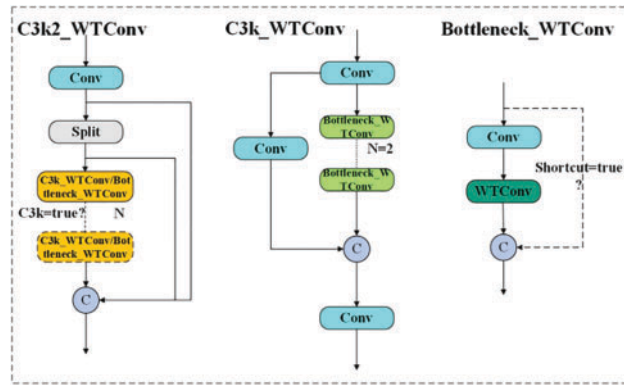 C3k2_WTConv
Conv
Split
C3k_WTConv/Bot
tleneck_WTConv
C3k=true?
N
C3k_WTConv/Bot
tleneck_WTConv
C
C3k_WTConv
Conv
Conv
Bottleneck_W
TConv
N=2
Bottleneck_W
TConv
C
Conv
Bottleneck_WTConv
Conv
Shortcut=true
?
WTConv
C